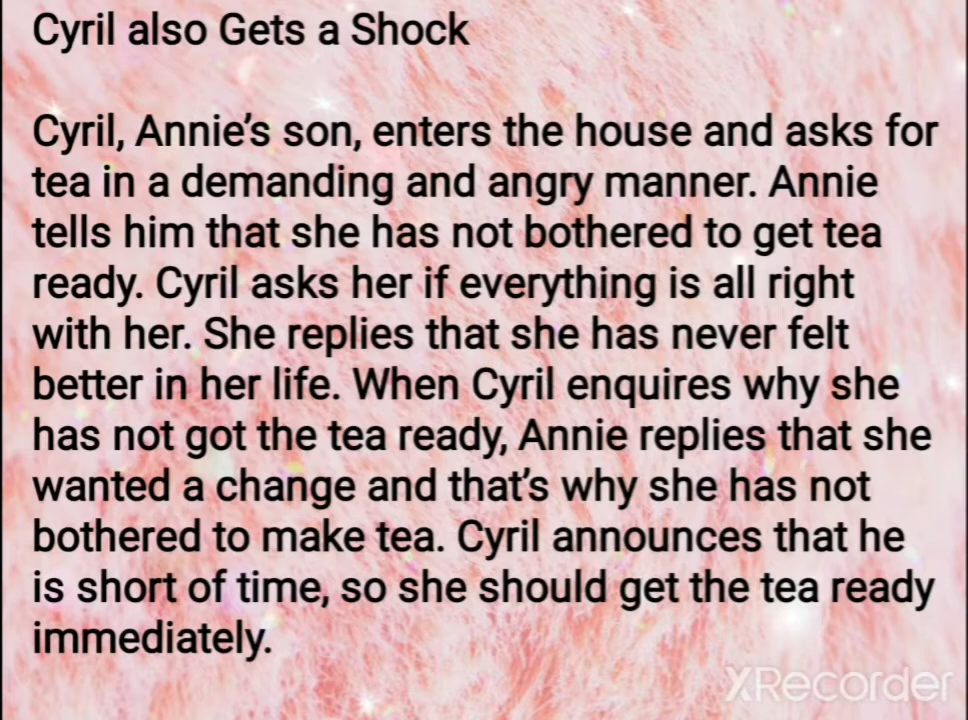 Cyril also Gets a Shock
Cyril, Annie’s son, enters the house and asks for
tea in a demanding and angry manner. Annie
tells him that she has not bothered to get tea
ready. Cyril asks her if everything is all right
with her. She replies that she has never felt
better in her life. When Cyril enquires why she
has not got the tea ready, Annie replies that she
wanted a change and that’s why she has not
bothered to make tea. Cyril announces that he
is short of time, so she should get the tea ready
immediately.
XRecorder